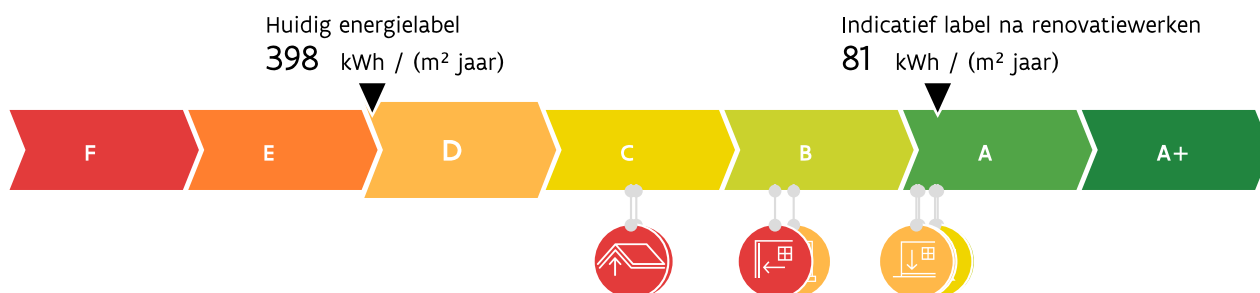 Huidig energielabel
398 kWh / (m² jaar)
Indicatief label na renovatiewerken
81 kWh / (m² jaar)
F E D C B A A+